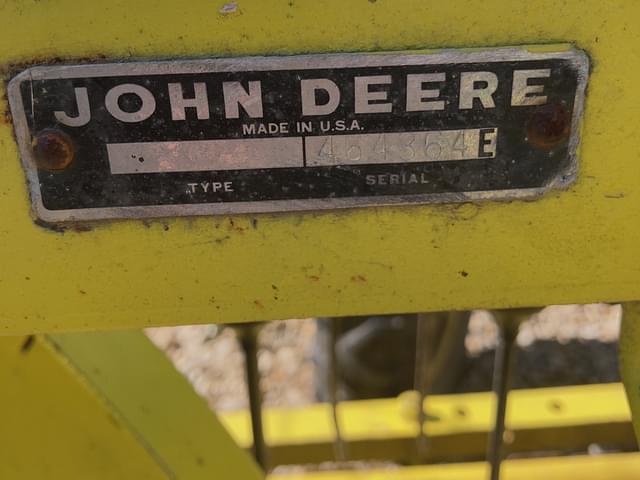 JOHN DEERE
MADE IN U.S.A.
464364E
TYPE SERIAL